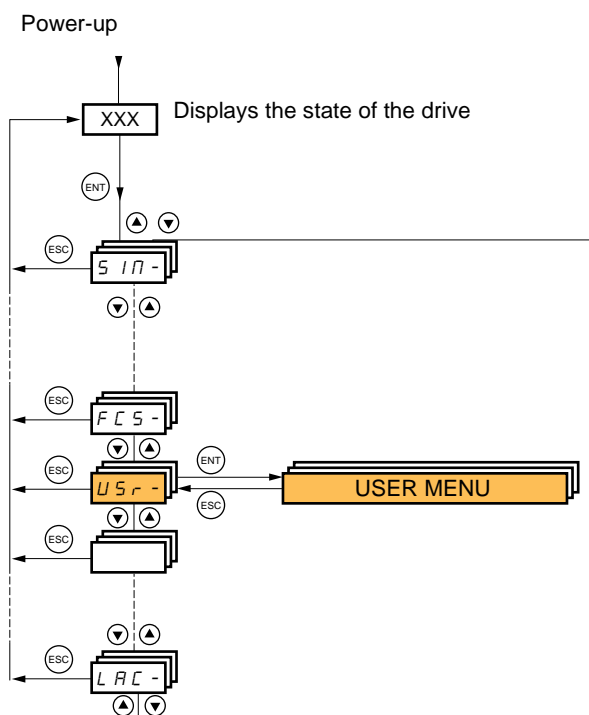 Power-up
XXX
Displays the state of the drive
ENT
ESC
SIM-
ESC
FCS-
ESC
USr-
ENT
ESC
USER MENU
ESC
ESC
LAC-